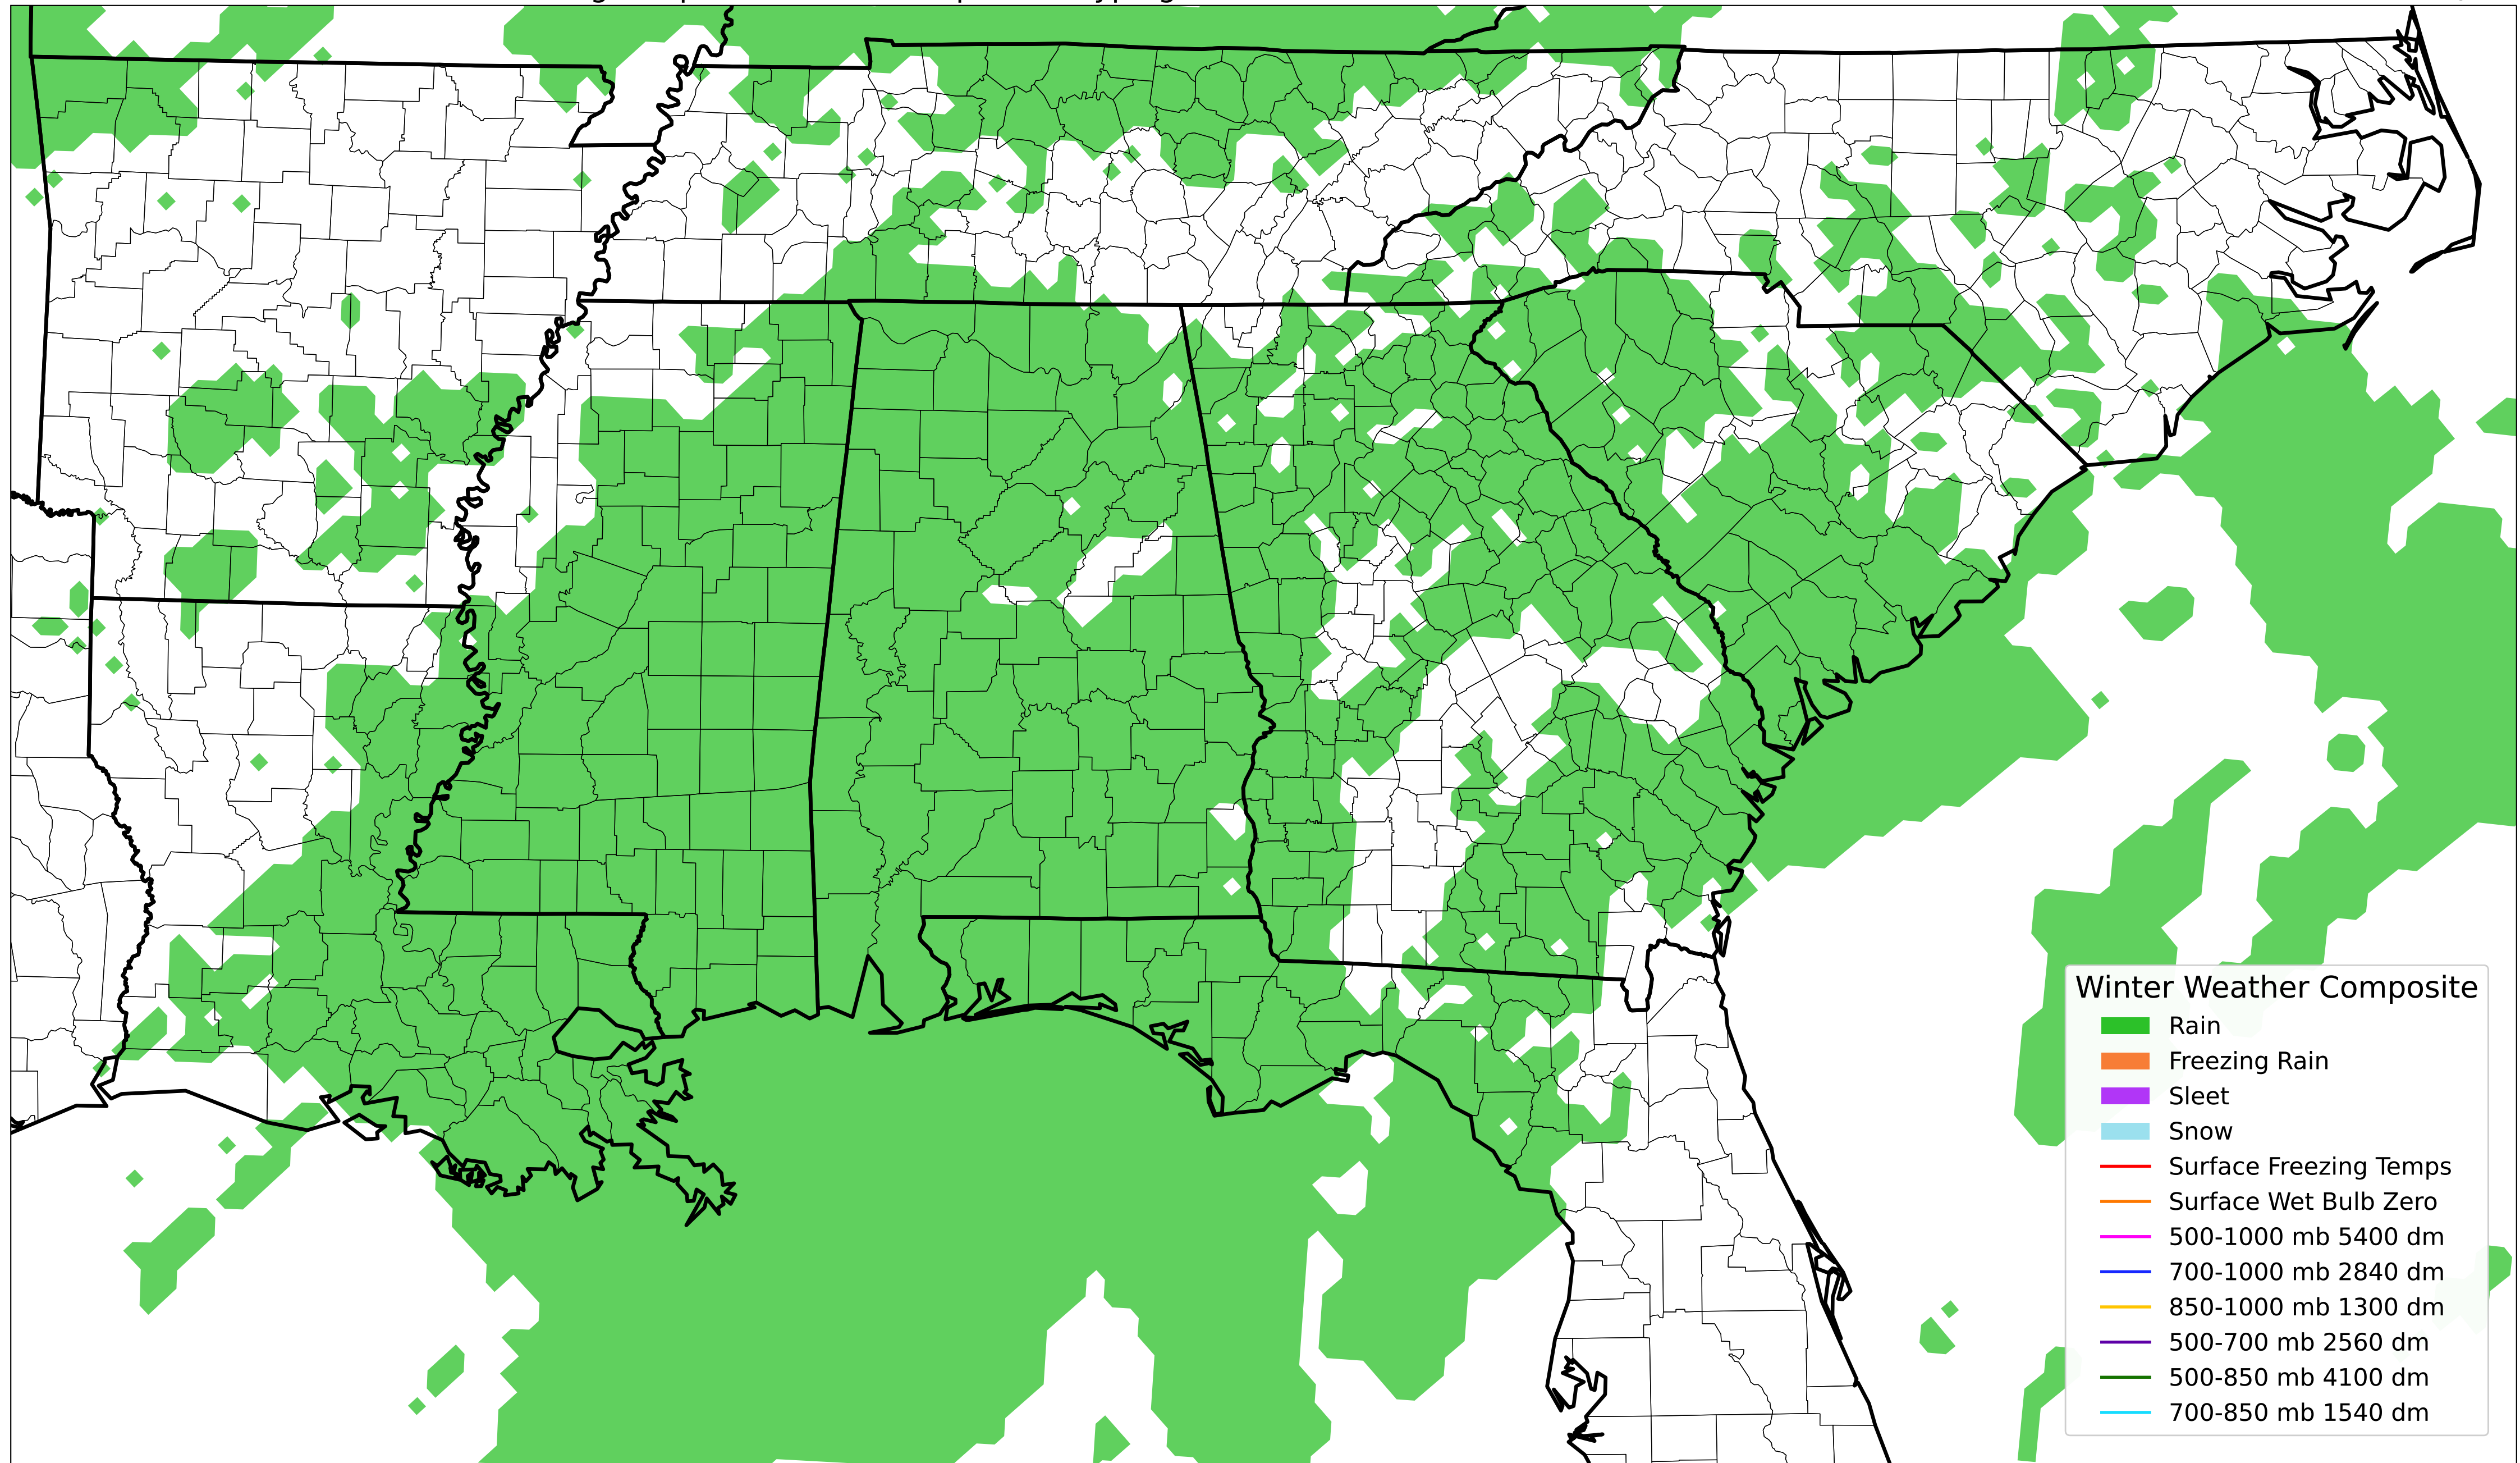 Winter Weather Composite
Rain
Freezing Rain
Sleet
Snow
Surface Freezing Temps
Surface Wet Bulb Zero
500-1000 mb 5400 dm
700-1000 mb 2840 dm
850-1000 mb 1300 dm
500-700 mb 2560 dm
500-850 mb 4100 dm
700-850 mb 1540 dm